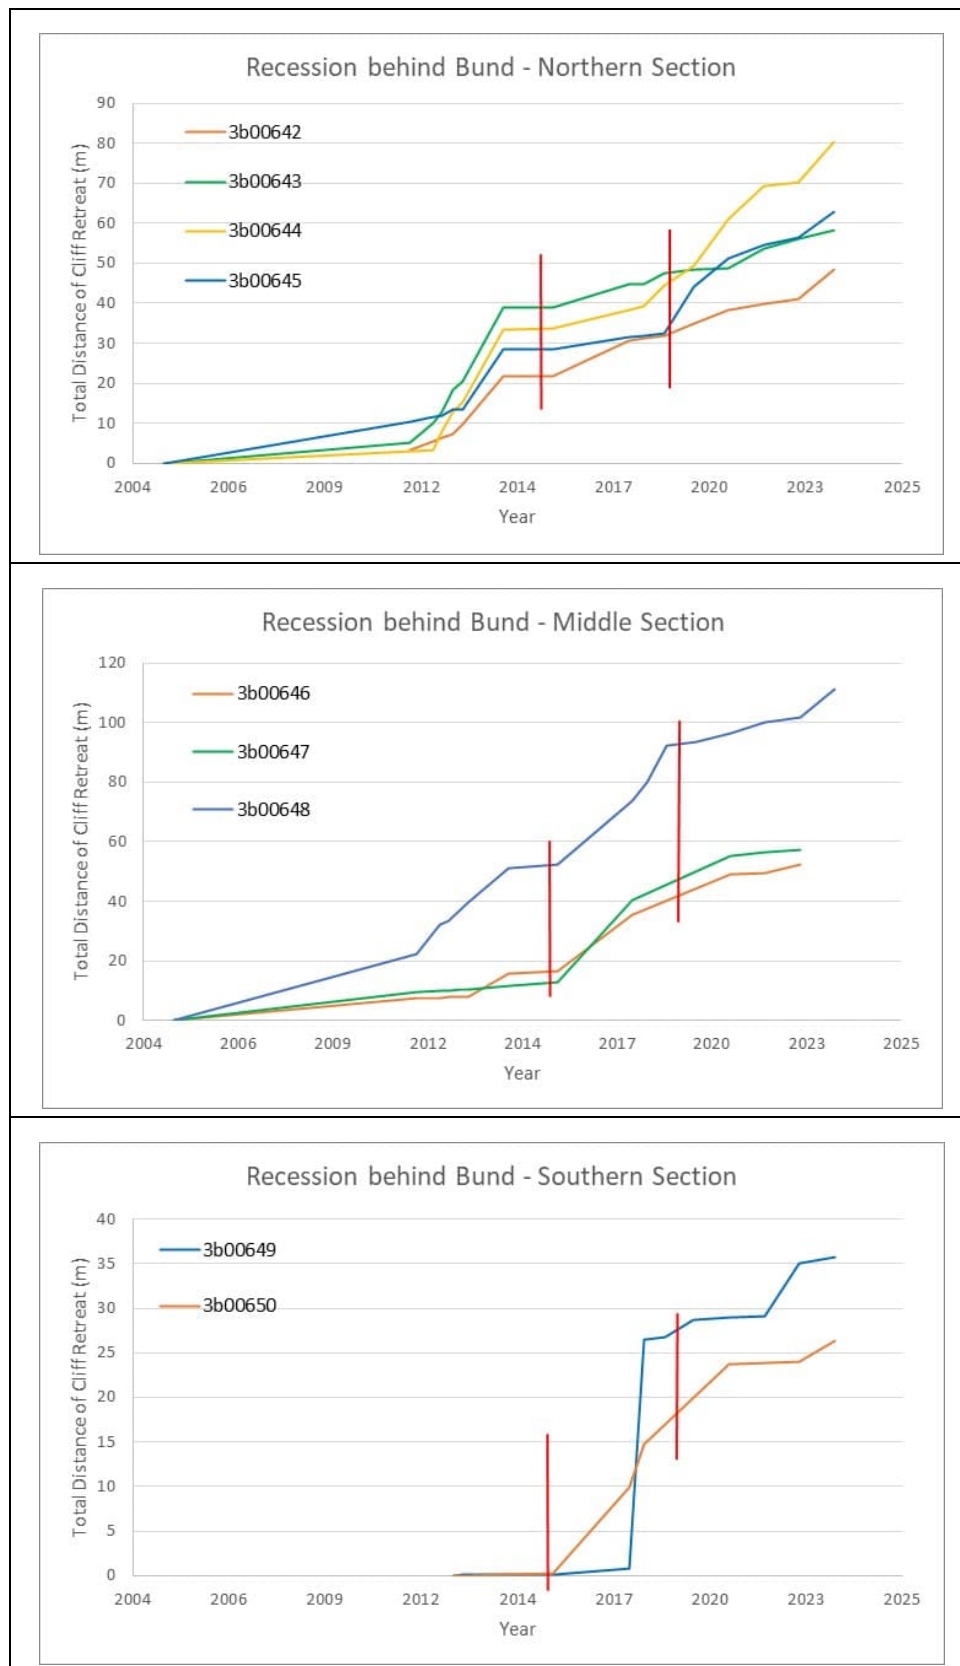 Recession behind Bund - Northern Section
Total Distance of Cliff Retreat (m)
90
80
70
60
50
40
30
20
10
0
3b00642
3b00643
3b00644
3b00645
2004 2006 2009 2012 2014 2017 2020 2023 2025
Year
Recession behind Bund - Middle Section
Total Distance of Cliff Retreat (m)
120
100
80
60
40
20
0
3b00646
3b00647
3b00648
2004 2006 2009 2012 2014 2017 2020 2023 2025
Year
Recession behind Bund - Southern Section
Total Distance of Cliff Retreat (m)
40
35
30
25
20
15
10
5
0
3b00649
3b00650
2004 2006 2009 2012 2014 2017 2020 2023 2025
Year